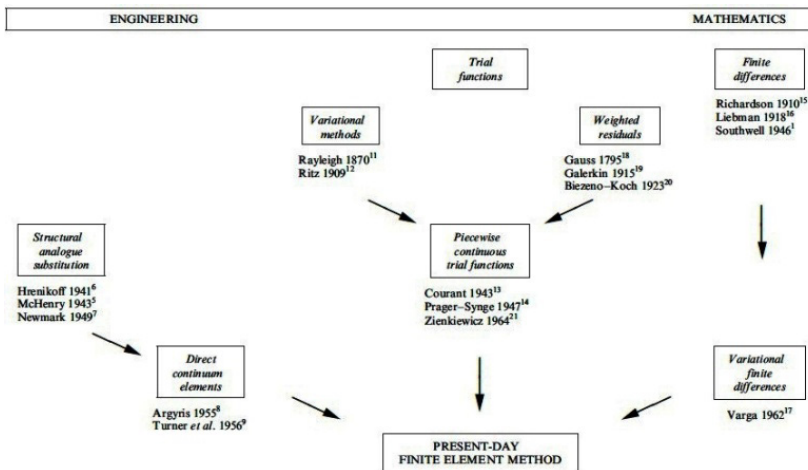 ENGINEERING
MATHEMATICS
Trial
functions
Finite
differences
Richardson 1910¹⁵
Liebman 1918¹⁶
Southwell 1946¹
Variational
methods
Rayleigh 1870¹¹
Ritz 1909¹²
Weighted
residuals
Gauss 1795¹⁸
Galerkin 1915¹⁹
Biezeno–Koch 1923²⁰
Structural
analogue
substitution
Hrenikoff 1941⁶
McHenry 1943⁵
Newmark 1949⁷
Piecewise
continuous
trial functions
Courant 1943¹³
Prager–Synge 1947¹⁴
Zienkiewicz 1964²¹
Direct
continuum
elements
Argyris 1955⁸
Turner et al. 1956⁹
Variational
finite
differences
Varga 1962¹⁷
PRESENT-DAY
FINITE ELEMENT METHOD